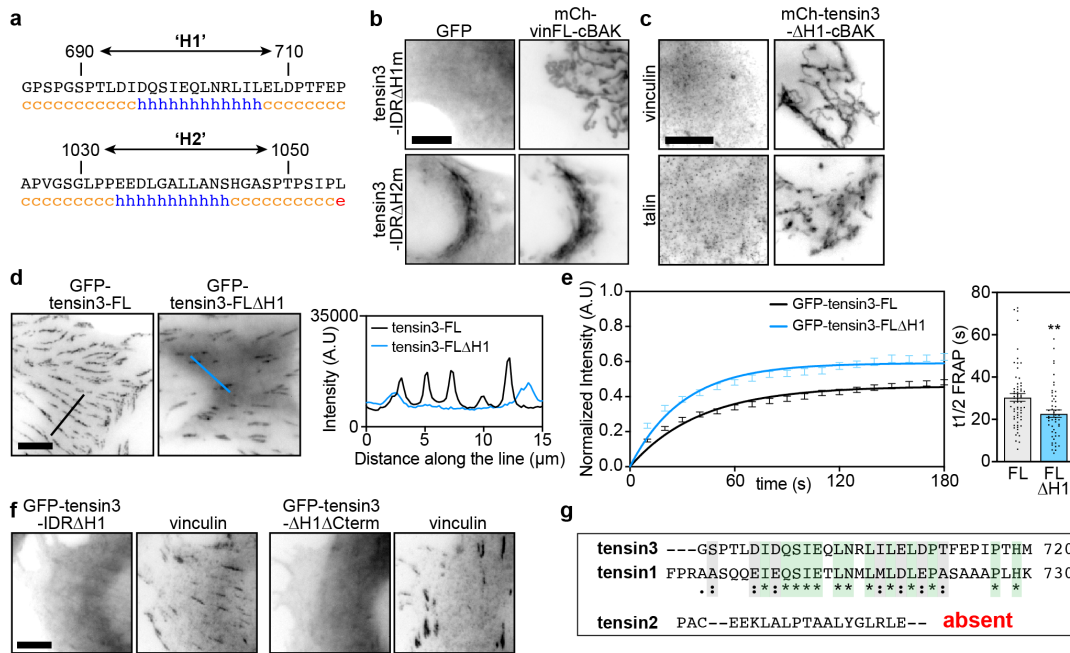 a
690 'H1' 710
GPSPGSPTLDIDQSIEQLNRLILELDPTFEP
ccccccccccchhhhhhhhhhhhcccccccc
1030 'H2' 1050
APVGSGLPPEEDLGALLANSHGASPTPSIPL
ccccccccchhhhhhhhhhhcccccccccce
b
GFP
mCh-
vinFL-cBAK
tensin3
-IDRΔH1m
tensin3
-IDRΔH2m
c
mCh-tensin3
-ΔH1-cBAK
vinculin
talin
d
GFP-
tensin3-FL
GFP-
tensin3-FLΔH1
35000
0
Intensity (A.U)
tensin3-FL
tensin3-FLΔH1
0 5 10 15
Distance along the line (µm)
e
1.0
0.8
0.6
0.4
0.2
0.0
Normalized Intensity (A.U)
GFP-tensin3-FL
GFP-tensin3-FLΔH1
60 120 180
time (s)
80
60
40
20
0
t1/2 FRAP (s)
**
FL
FL
ΔH1
f
GFP-tensin3
-IDRΔH1
vinculin
GFP-tensin3
-ΔH1ΔCterm
vinculin
g
tensin3 ---GSPTLDIDQSIEQLNRLILELDPTFEPIPTHM 720
tensin1 FPRAASQQEIEQSIETLNMLMLDLEPASAAAPLHK 730
.: :*:**** ** *:*:*:*: * *
tensin2 PAC--EEKLALPTAALYGLRLE-- absent